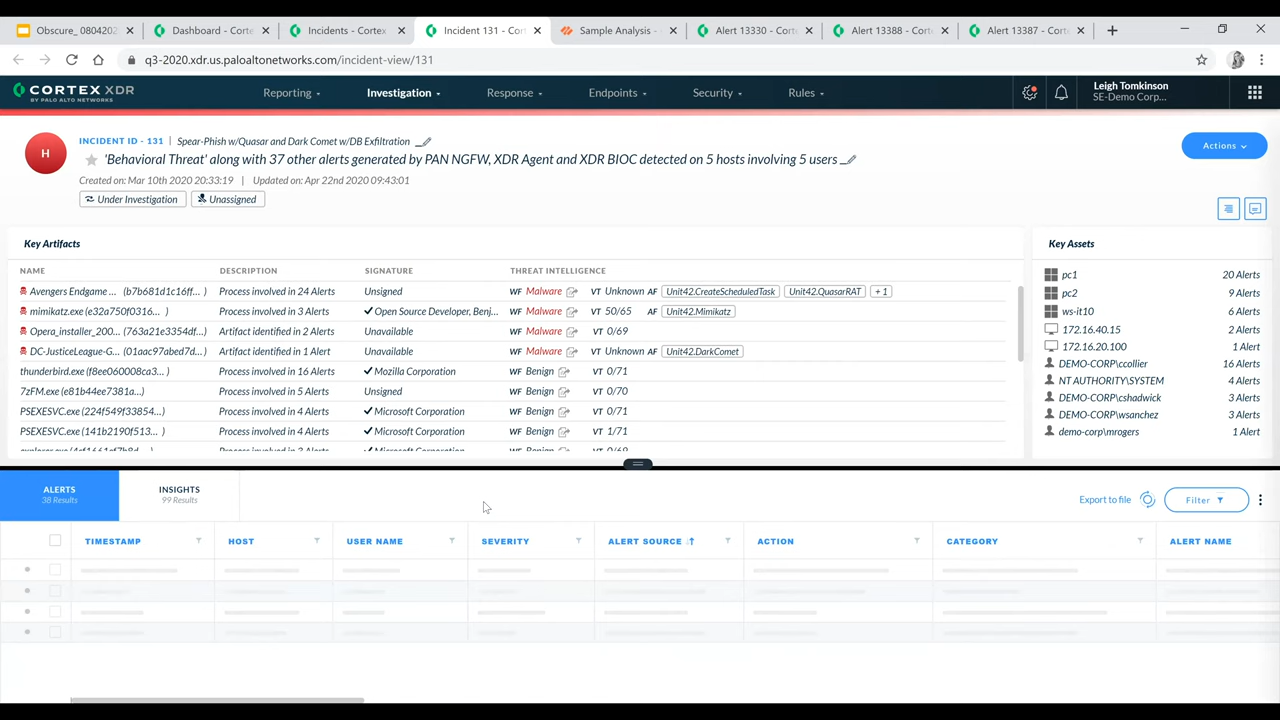 Obscure_ 0804202
Dashboard - Corte
Incidents - Cortex
Incident 131 - Cor
Sample Analysis -
Alert 13330 - Corte
Alert 13388 - Corte
Alert 13387 - Corte
q3-2020.xdr.us.paloaltonetworks.com/incident-view/131
CORTEX XDR
BY PALO ALTO NETWORKS
Reporting
Investigation
Response
Endpoints
Security
Rules
Leigh Tomkinson
SE-Demo Corp...
H
INCIDENT ID - 131 | Spear-Phish w/Quasar and Dark Comet w/DB Exfiltration
'Behavioral Threat' along with 37 other alerts generated by PAN NGFW, XDR Agent and XDR BIOC detected on 5 hosts involving 5 users
Created on: Mar 10th 2020 20:33:19 | Updated on: Apr 22nd 2020 09:43:01
Under Investigation
Unassigned
Actions
Key Artifacts
NAME DESCRIPTION SIGNATURE THREAT INTELLIGENCE
Avengers Endgame ... (b7b681d1c16ff... ) Process involved in 24 Alerts Unsigned WF Malware VT Unknown AF Unit42.CreateScheduledTask Unit42.QuasarRAT + 1
mimikatz.exe (e32a750f0316... ) Process involved in 3 Alerts Open Source Developer, Benj... WF Malware VT 50/65 AF Unit42.Mimikatz
Opera_installer_200... (763a21e3354df... ) Artifact identified in 2 Alerts Unavailable WF Malware VT 0/69
DC-JusticeLeague-G... (01aac97abed7d... ) Artifact identified in 1 Alert Unavailable WF Malware VT Unknown AF Unit42.DarkComet
thunderbird.exe (f8ee060008ca3... ) Process involved in 16 Alerts Mozilla Corporation WF Benign VT 0/71
7zFM.exe (e81b44ee7381a... ) Process involved in 5 Alerts Unsigned WF Benign VT 0/70
PSEXESVC.exe (224f549f33854... ) Process involved in 4 Alerts Microsoft Corporation WF Benign VT 0/71
PSEXESVC.exe (141b2190f513... ) Process involved in 4 Alerts Microsoft Corporation WF Benign VT 1/71
Process involved in 3 Alerts Microsoft Corporation WF Benign VT 0/69
Key Assets
pc1 20 Alerts
pc2 9 Alerts
ws-it10 6 Alerts
172.16.40.15 2 Alerts
172.16.20.100 1 Alert
DEMO-CORP\ccollier 16 Alerts
NT AUTHORITY\SYSTEM 4 Alerts
DEMO-CORP\cshadwick 3 Alerts
DEMO-CORP\wsanchez 3 Alerts
demo-corp\mrogers 1 Alert
ALERTS
38 Results
INSIGHTS
99 Results
Export to file
Filter
TIMESTAMP HOST USER NAME SEVERITY ALERT SOURCE ACTION CATEGORY ALERT NAME